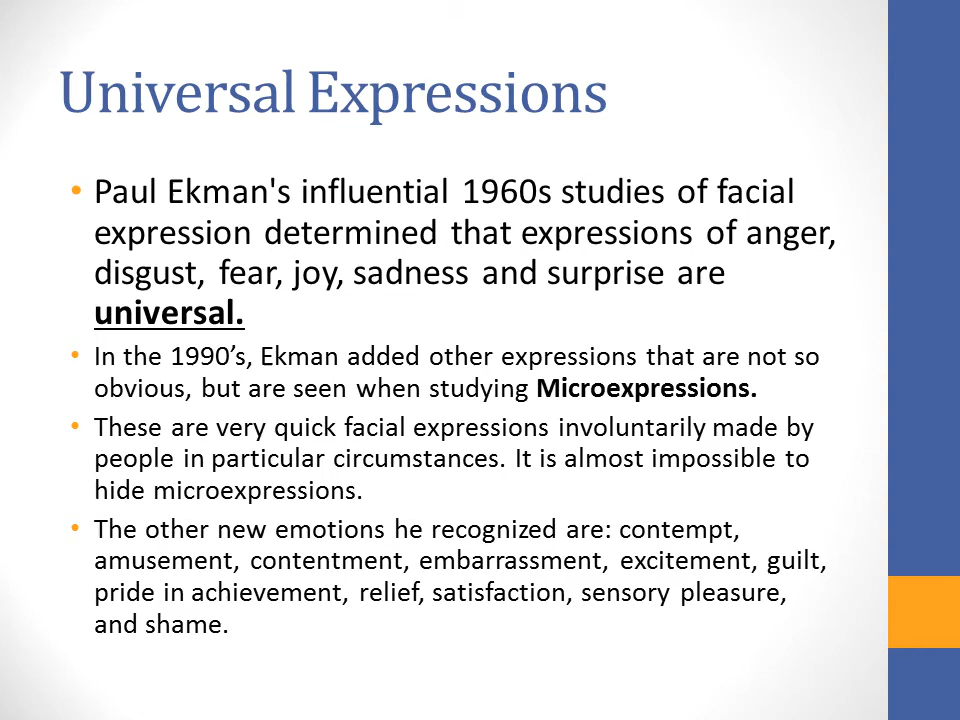 Universal Expressions
• Paul Ekman's influential 1960s studies of facial
expression determined that expressions of anger,
disgust, fear, joy, sadness and surprise are
universal.
• In the 1990’s, Ekman added other expressions that are not so
obvious, but are seen when studying Microexpressions.
• These are very quick facial expressions involuntarily made by
people in particular circumstances. It is almost impossible to
hide microexpressions.
• The other new emotions he recognized are: contempt,
amusement, contentment, embarrassment, excitement, guilt,
pride in achievement, relief, satisfaction, sensory pleasure,
and shame.